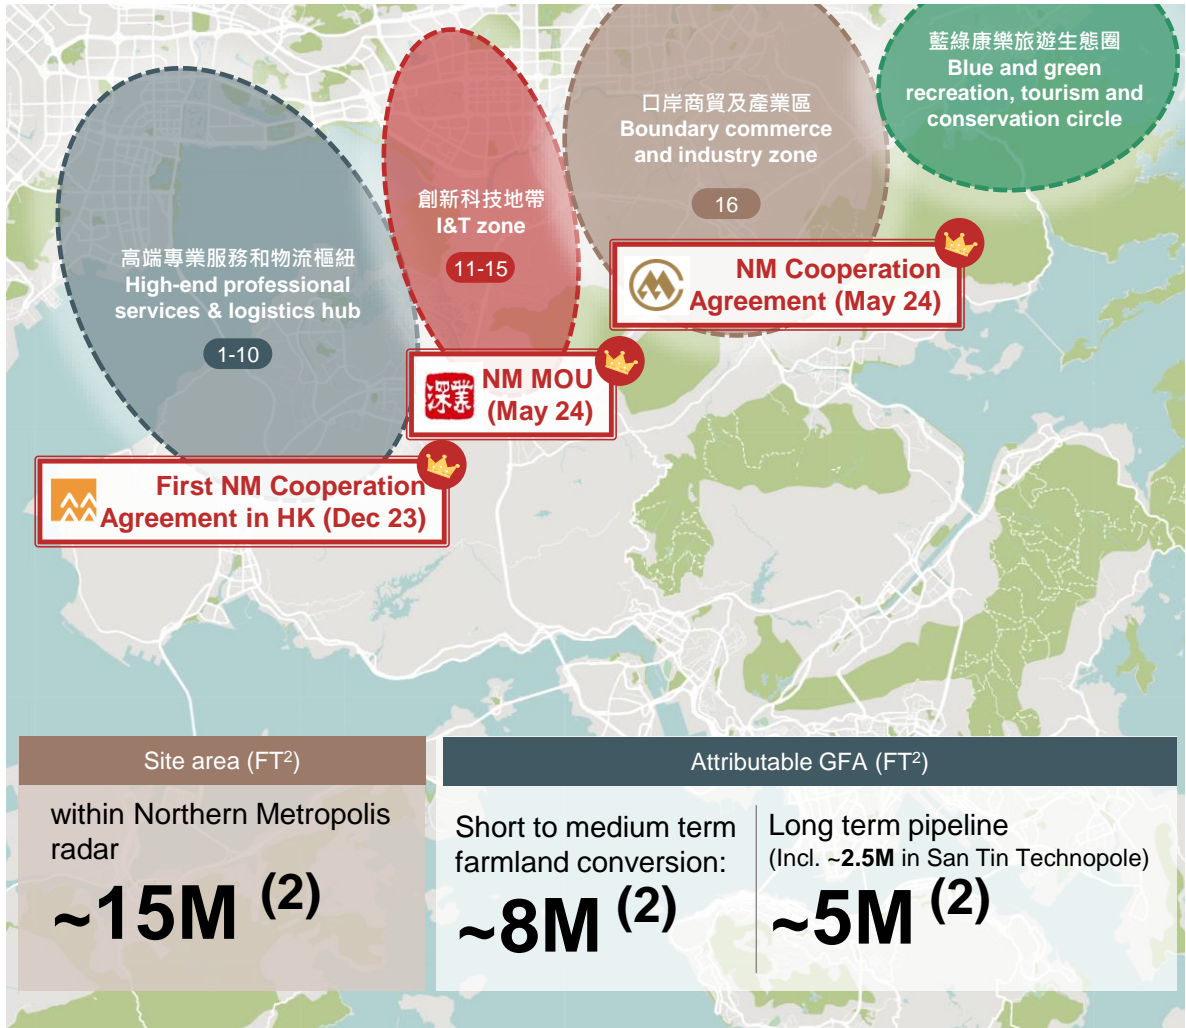 藍綠康樂旅遊生態圈
Blue and green
recreation, tourism and
conservation circle
口岸商貿及產業區
Boundary commerce
and industry zone
16
創新科技地帶
I&T zone
11-15
高端專業服務和物流樞紐
High-end professional
services & logistics hub
1-10
NM Cooperation
Agreement (May 24)
深業
NM MOU
(May 24)
First NM Cooperation
Agreement in HK (Dec 23)
Site area (FT²)
within Northern Metropolis
radar
~15M (2)
Attributable GFA (FT²)
Short to medium term
farmland conversion:
~8M (2)
Long term pipeline
(Incl. ~2.5M in San Tin Technopole)
~5M (2)